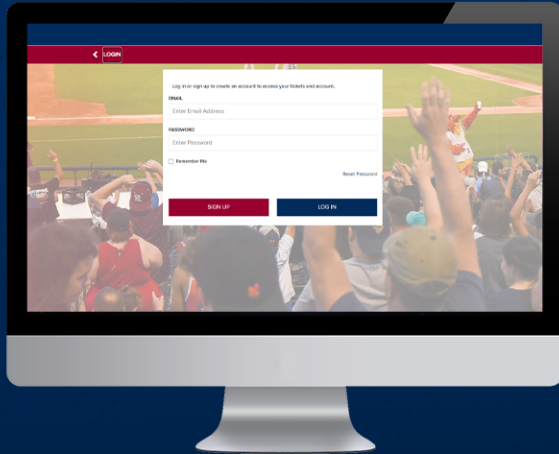 LOGIN
Log in or sign up to create an account to access your tickets and account.
EMAIL
Enter Email Address
PASSWORD
Enter Password
Remember Me
Reset Password
SIGN UP
LOG IN